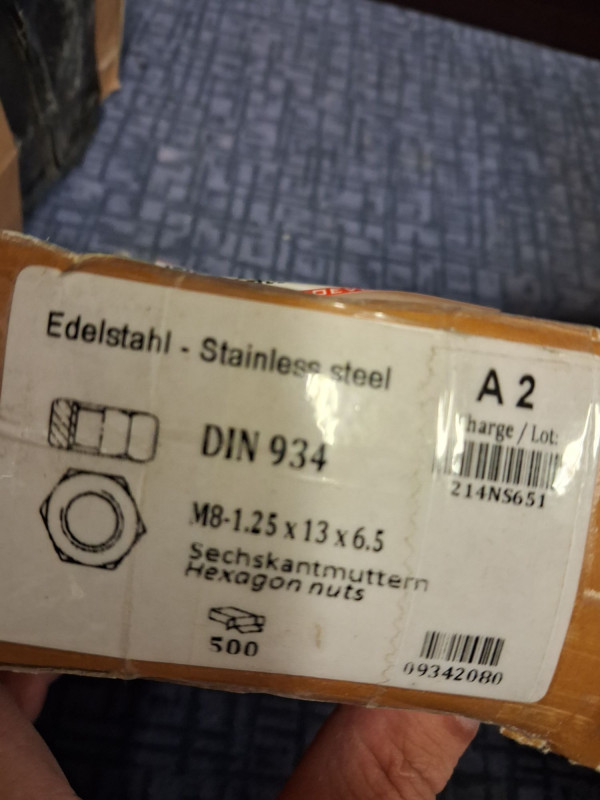 Edelstahl - Stainless steel
A 2
harge / Lot:
214NS651
DIN 934
M8-1.25 x 13 x 6.5
Sechskantmuttern
Hexagon nuts
500
09342080